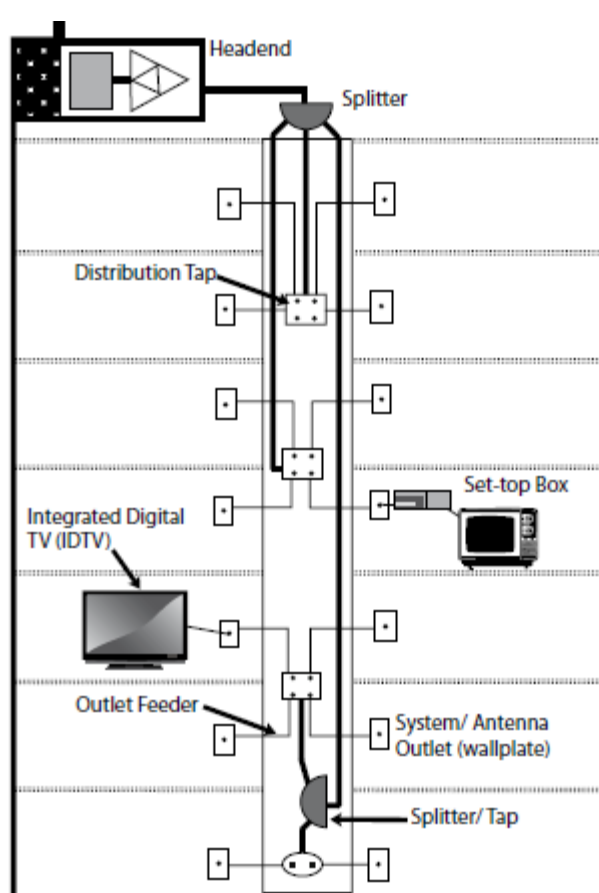 Headend
Splitter
Distribution Tap
Set-top Box
Integrated Digital
TV (IDTV)
Outlet Feeder
System/ Antenna
Outlet (wallplate)
Splitter/ Tap